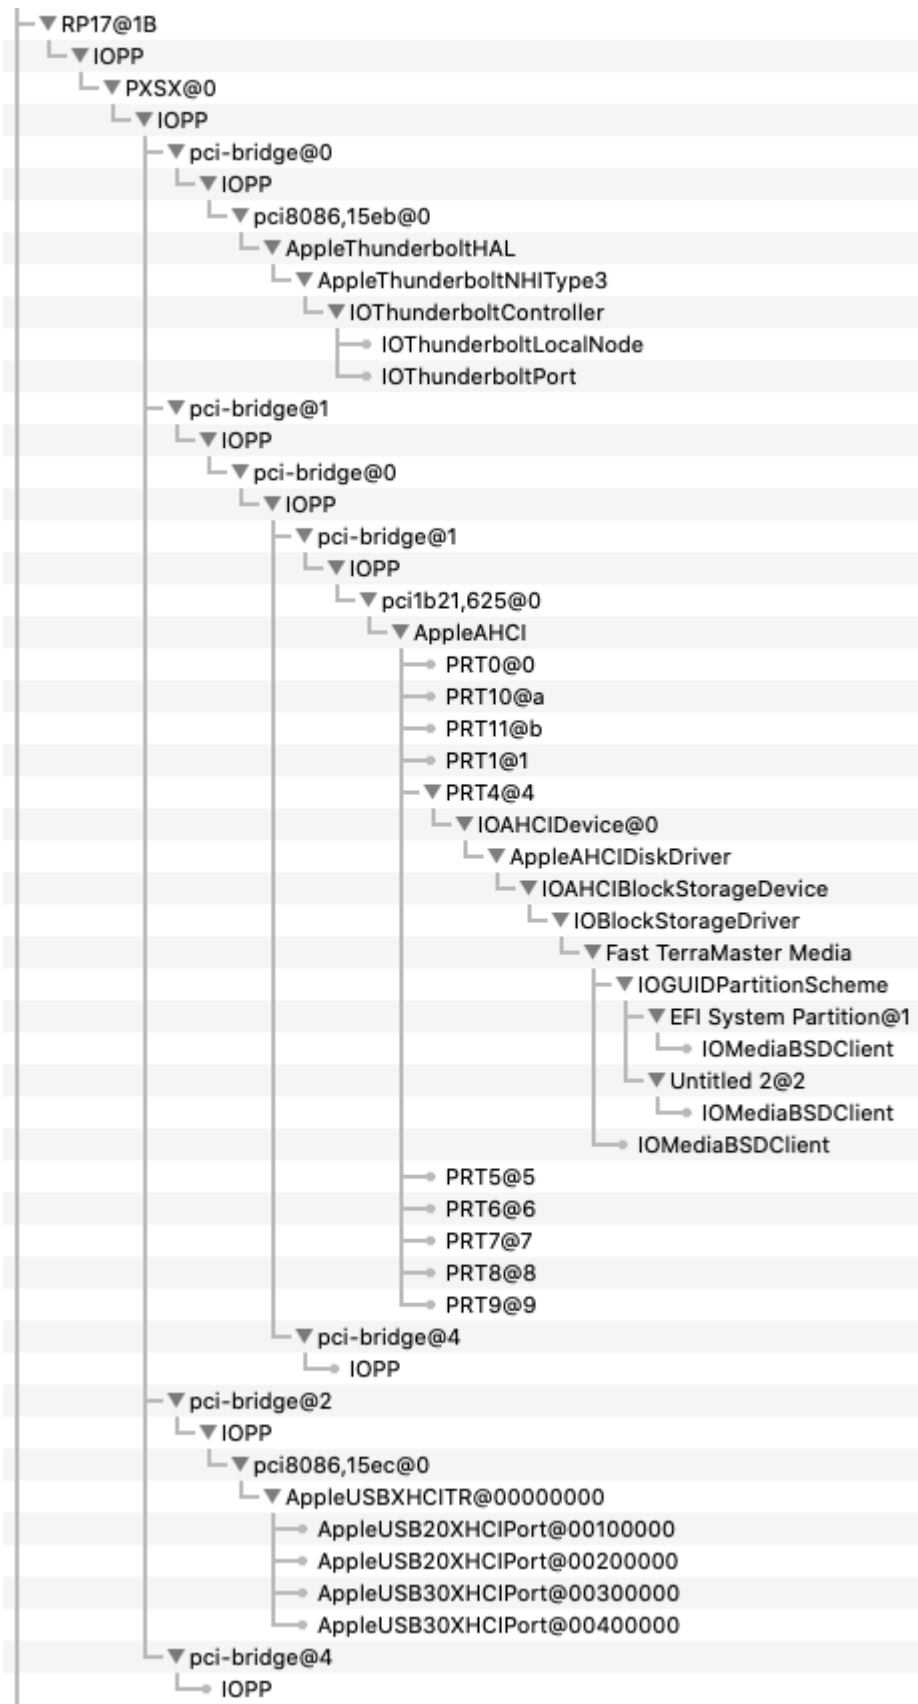 RP17@1B
IOPP
PXSX@0
IOPP
pci-bridge@0
IOPP
pci8086,15eb@0
AppleThunderboltHAL
AppleThunderboltNHIType3
IOThunderboltController
IOThunderboltLocalNode
IOThunderboltPort
pci-bridge@1
IOPP
pci-bridge@0
IOPP
pci-bridge@1
IOPP
pci1b21,625@0
AppleAHCI
PRT0@0
PRT10@a
PRT11@b
PRT1@1
PRT4@4
IOAHCIDevice@0
AppleAHCIDiskDriver
IOAHCIBlockStorageDevice
IOBlockStorageDriver
Fast TerraMaster Media
IOGUIDPartitionScheme
EFI System Partition@1
IOMediaBSDClient
Untitled 2@2
IOMediaBSDClient
IOMediaBSDClient
PRT5@5
PRT6@6
PRT7@7
PRT8@8
PRT9@9
pci-bridge@4
IOPP
pci-bridge@2
IOPP
pci8086,15ec@0
AppleUSBXHCITR@00000000
AppleUSB20XHCIPort@00100000
AppleUSB20XHCIPort@00200000
AppleUSB30XHCIPort@00300000
AppleUSB30XHCIPort@00400000
pci-bridge@4
IOPP